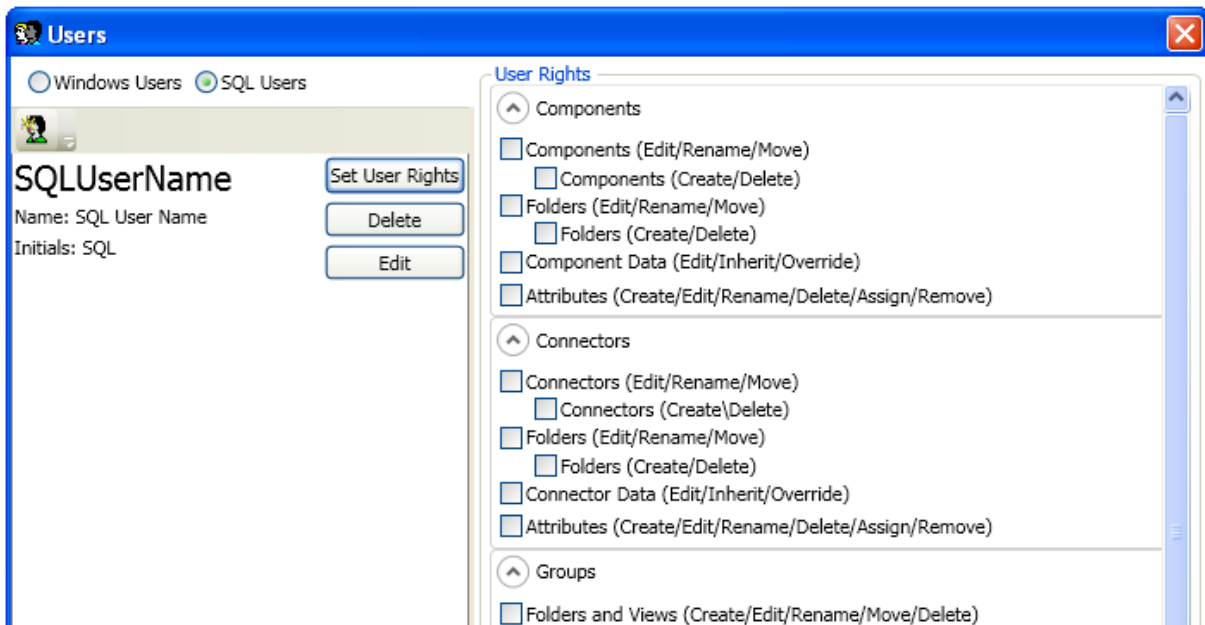 Users
Windows Users SQL Users
SQLUserName
Name: SQL User Name
Initials: SQL
Set User Rights
Delete
Edit
User Rights
Components
Components (Edit/Rename/Move)
Components (Create/Delete)
Folders (Edit/Rename/Move)
Folders (Create/Delete)
Component Data (Edit/Inherit/Override)
Attributes (Create/Edit/Rename/Delete/Assign/Remove)
Connectors
Connectors (Edit/Rename/Move)
Connectors (Create\Delete)
Folders (Edit/Rename/Move)
Folders (Create/Delete)
Connector Data (Edit/Inherit/Override)
Attributes (Create/Edit/Rename/Delete/Assign/Remove)
Groups
Folders and Views (Create/Edit/Rename/Move/Delete)